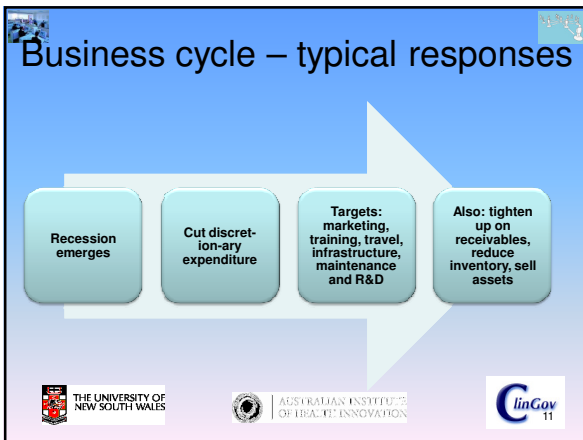 Business cycle – typical responses
Recession
emerges
Cut discret-
ion-ary
expenditure
Targets:
marketing,
training, travel,
infrastructure,
maintenance
and R&D
Also: tighten
up on
receivables,
reduce
inventory, sell
assets
THE UNIVERSITY OF
NEW SOUTH WALES
AUSTRALIAN INSTITUTE
OF HEALTH INNOVATION
ClinGov
11